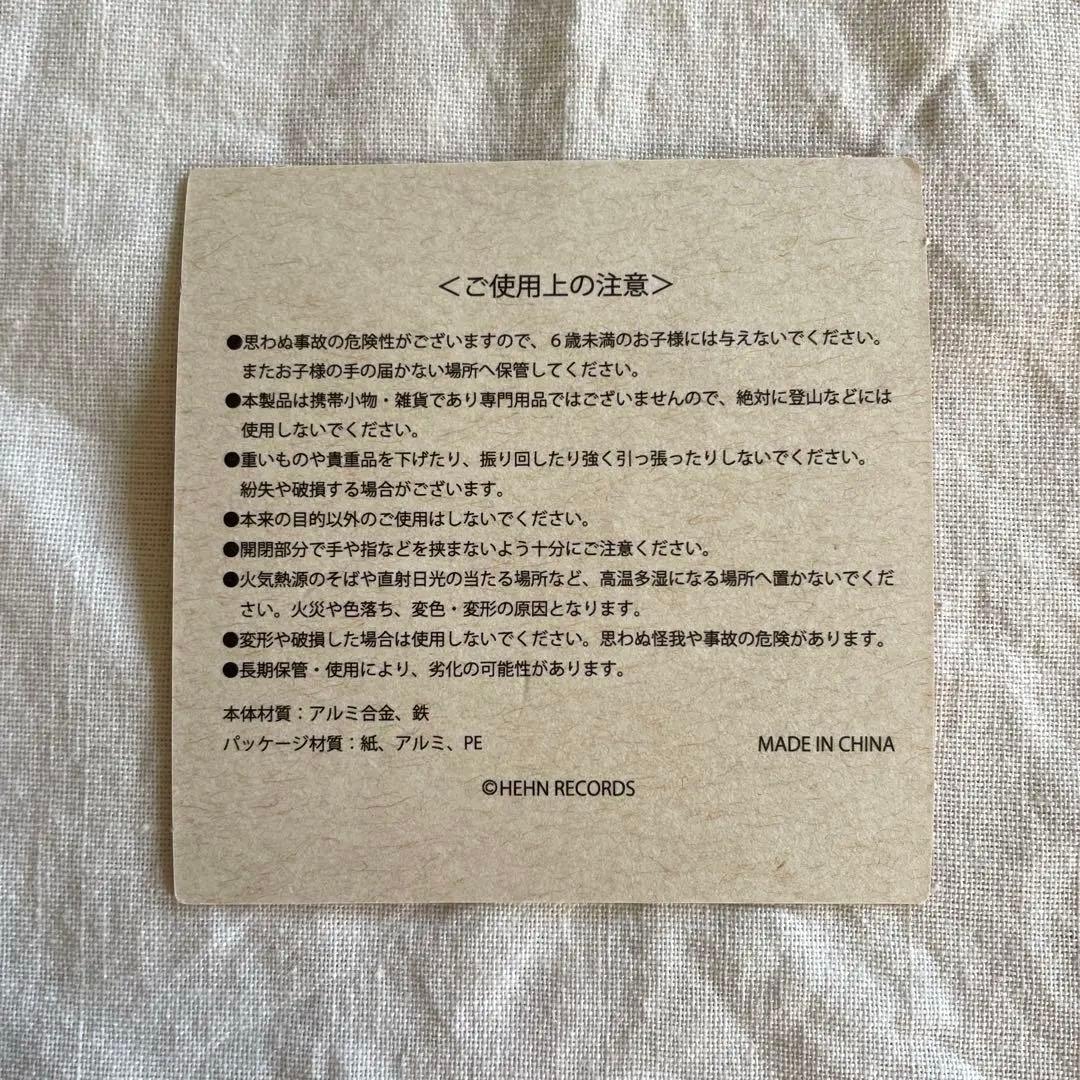 ＜ご使用上の注意＞
●思わぬ事故の危険性がございますので、６歳未満のお子様には与えないでください。
またお子様の手の届かない場所へ保管してください。
●本製品は携帯小物・雑貨であり専門用品ではございませんので、絶対に登山などには
使用しないでください。
●重いものや貴重品を下げたり、振り回したり強く引っ張ったりしないでください。
紛失や破損する場合がございます。
●本来の目的以外のご使用はしないでください。
●開閉部分で手や指などを挟まないよう十分にご注意ください。
●火気熱源のそばや直射日光の当たる場所など、高温多湿になる場所へ置かないでくだ
さい。火災や色落ち、変色・変形の原因となります。
●変形や破損した場合は使用しないでください。思わぬ怪我や事故の危険があります。
●長期保管・使用により、劣化の可能性があります。
本体材質：アルミ合金、鉄
パッケージ材質：紙、アルミ、PE
MADE IN CHINA
©HEHN RECORDS